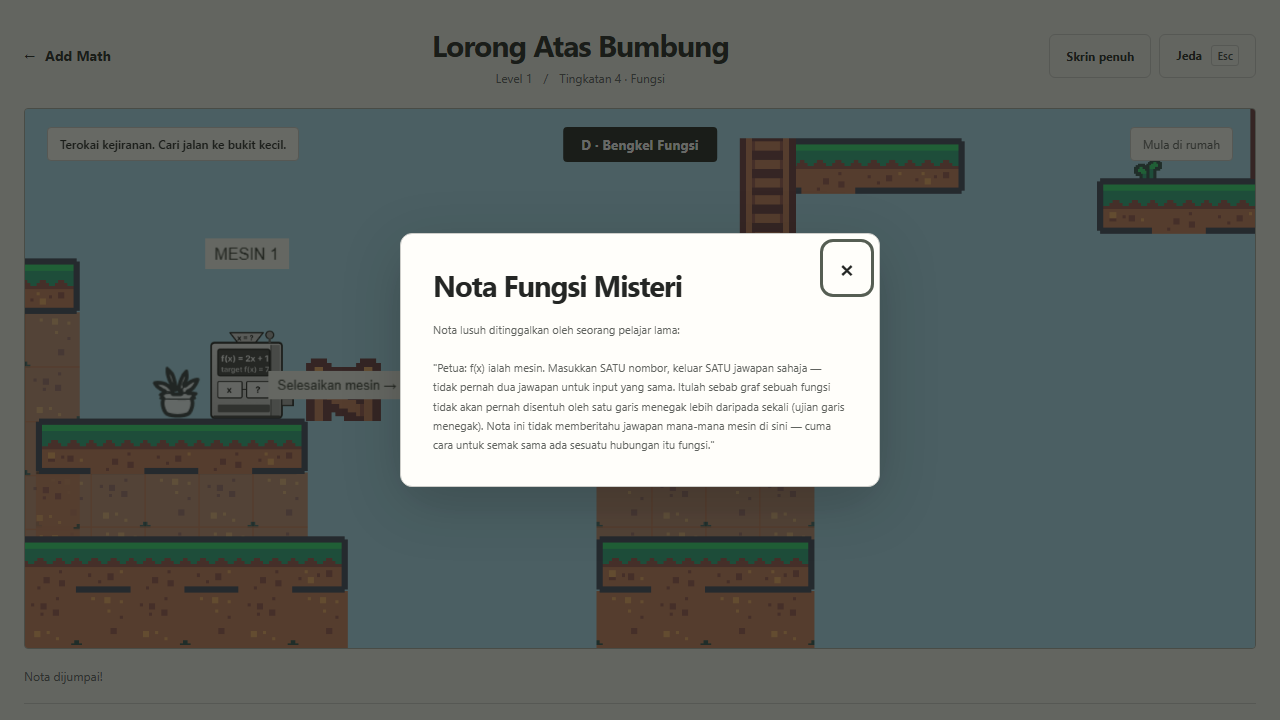 ← Add Math
Lorong Atas Bumbung
Level 1 / Tingkatan 4 · Fungsi
Skrin penuh
Jeda Esc
Terokai kejiranan. Cari jalan ke bukit kecil.
D · Bengkel Fungsi
Mula di rumah
MESIN 1
x = ?
f(x) = 2x + 1
target f(x) =
x
?
Selesaikan mesin →
Nota Fungsi Misteri
×
Nota lusuh ditinggalkan oleh seorang pelajar lama:
"Petua: f(x) ialah mesin. Masukkan SATU nombor, keluar SATU jawapan sahaja —
tidak pernah dua jawapan untuk input yang sama. Itulah sebab graf sebuah fungsi
tidak akan pernah disentuh oleh satu garis menegak lebih daripada sekali (ujian garis
menegak). Nota ini tidak memberitahu jawapan mana-mana mesin di sini — cuma
cara untuk semak sama ada sesuatu hubungan itu fungsi."
Nota dijumpai!